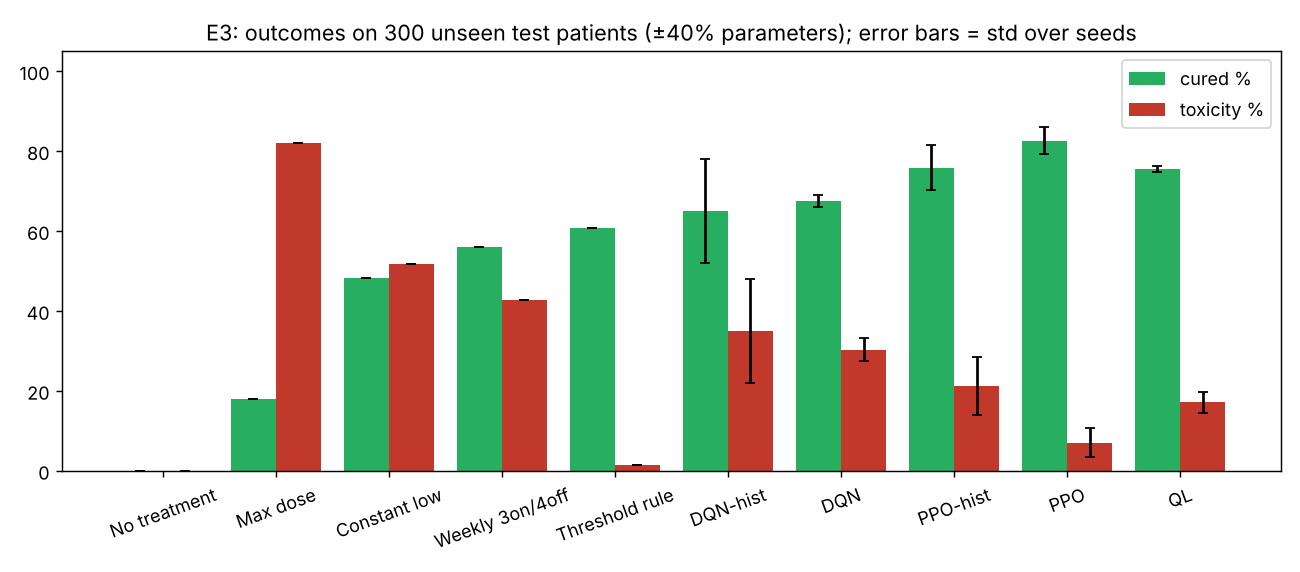 E3: outcomes on 300 unseen test patients (±40% parameters); error bars = std over seeds
cured %
toxicity %
100
80
60
40
20
0
No treatment
Max dose
Constant low
Weekly 3on/4off
Threshold rule
DQN-hist
DQN
PPO-hist
PPO
QL